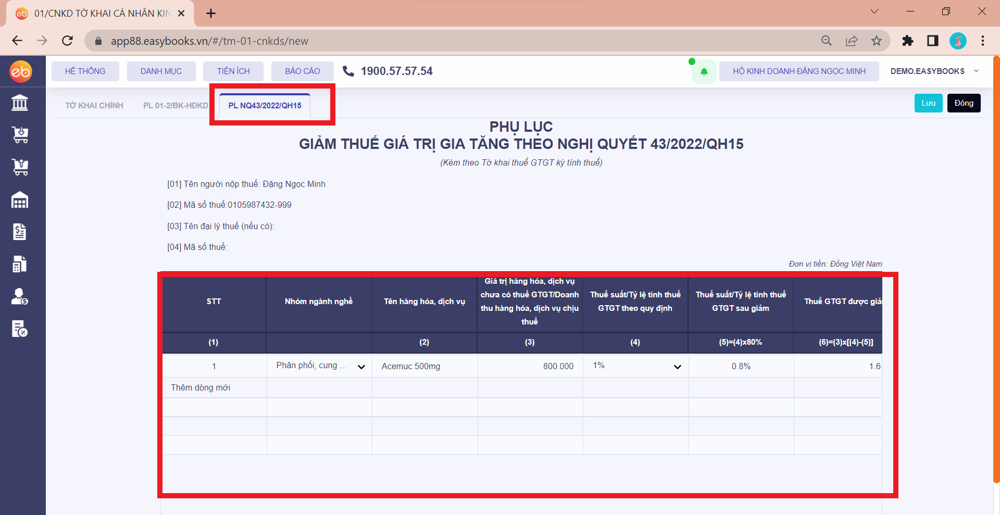 01/CNKD TỜ KHAI CÁ NHÂN KIN
app88.easybooks.vn/#/tm-01-cnkds/new
eb
HỆ THỐNG
DANH MỤC
TIỆN ÍCH
BÁO CÁO
1900.57.57.54
HỘ KINH DOANH ĐẶNG NGỌC MINH
DEMO.EASYBOOKS
TỜ KHAI CHÍNH
PL 01-2/BK-HĐKD
PL NQ43/2022/QH15
Lưu
Đóng
PHỤ LỤC
GIẢM THUẾ GIÁ TRỊ GIA TĂNG THEO NGHỊ QUYẾT 43/2022/QH15
(Kèm theo Tờ khai thuế GTGT kỳ tính thuế)
[01] Tên người nộp thuế: Đặng Ngọc Minh
[02] Mã số thuế:0105987432-999
[03] Tên đại lý thuế (nếu có):
[04] Mã số thuế:
Đơn vị tiền: Đồng Việt Nam
STT
Nhóm ngành nghề
Tên hàng hóa, dịch vụ
Giá trị hàng hóa, dịch vụ
chưa có thuế GTGT/Doanh
thu hàng hóa, dịch vụ chịu
thuế
Thuế suất/Tỷ lệ tính thuế
GTGT theo quy định
Thuế suất/Tỷ lệ tính thuế
GTGT sau giảm
Thuế GTGT được giả
(1)
(2)
(3)
(4)
(5)=(4)x80%
(6)=(3)x[(4)-(5)]
1
Phân phối, cung ...
Acemuc 500mg
800.000
1%
0.8%
1.6
Thêm dòng mới